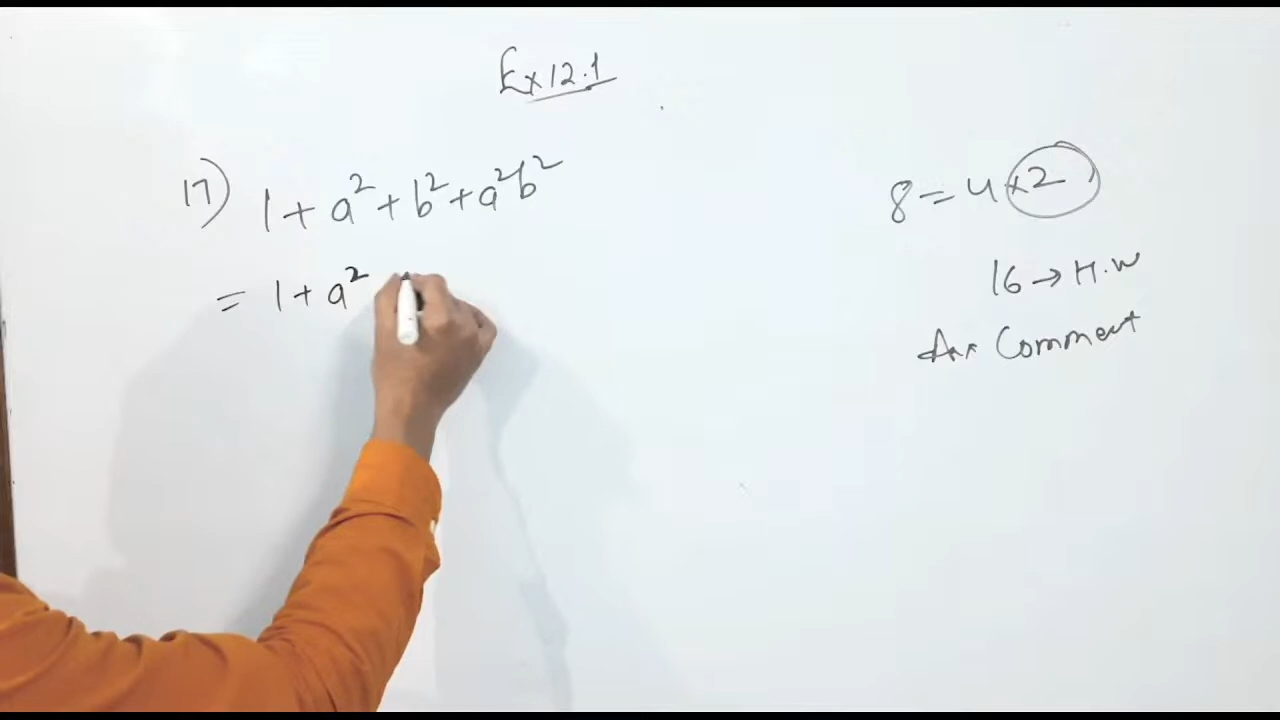 Ex 12.1
17) 1 + a² + b² + a²b²
= 1 + a²
8 = 4 × 2
16 → H.W
Comment